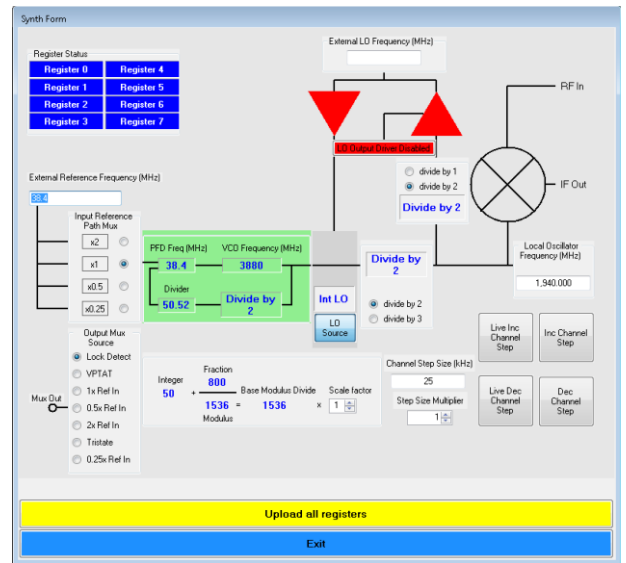 Synth Form
External LO Frequency (MHz)
Register Status
Register 0 Register 4
Register 1 Register 5
Register 2 Register 6
Register 3 Register 7
RF In
LO Output Driver Disabled
External Reference Frequency (MHz)
38.4
divide by 1
divide by 2
Divide by 2
IF Out
Input Reference
Path Mux
x2
x1
x0.5
x0.25
PFD Freq (MHz) VCO Frequency (MHz)
38.4 3880
Divider
50.52 Divide by
2
Int LO
LO
Source
Divide by
2
divide by 2
divide by 3
Local Oscillator
Frequency (MHz)
1,940.000
Output Mux
Source
Lock Detect
VPTAT
1x Ref In
0.5x Ref In
2x Ref In
Tristate
0.25x Ref In
Mux Out
Fraction
Integer 800 Base Modulus Divide Scale factor
50 + 1536 = 1536 × 1
Modulus
Channel Step Size (kHz)
25
Step Size Multiplier
1
Live Inc
Channel
Step
Inc Channel
Step
Live Dec
Channel
Step
Dec
Channel
Step
Upload all registers
Exit